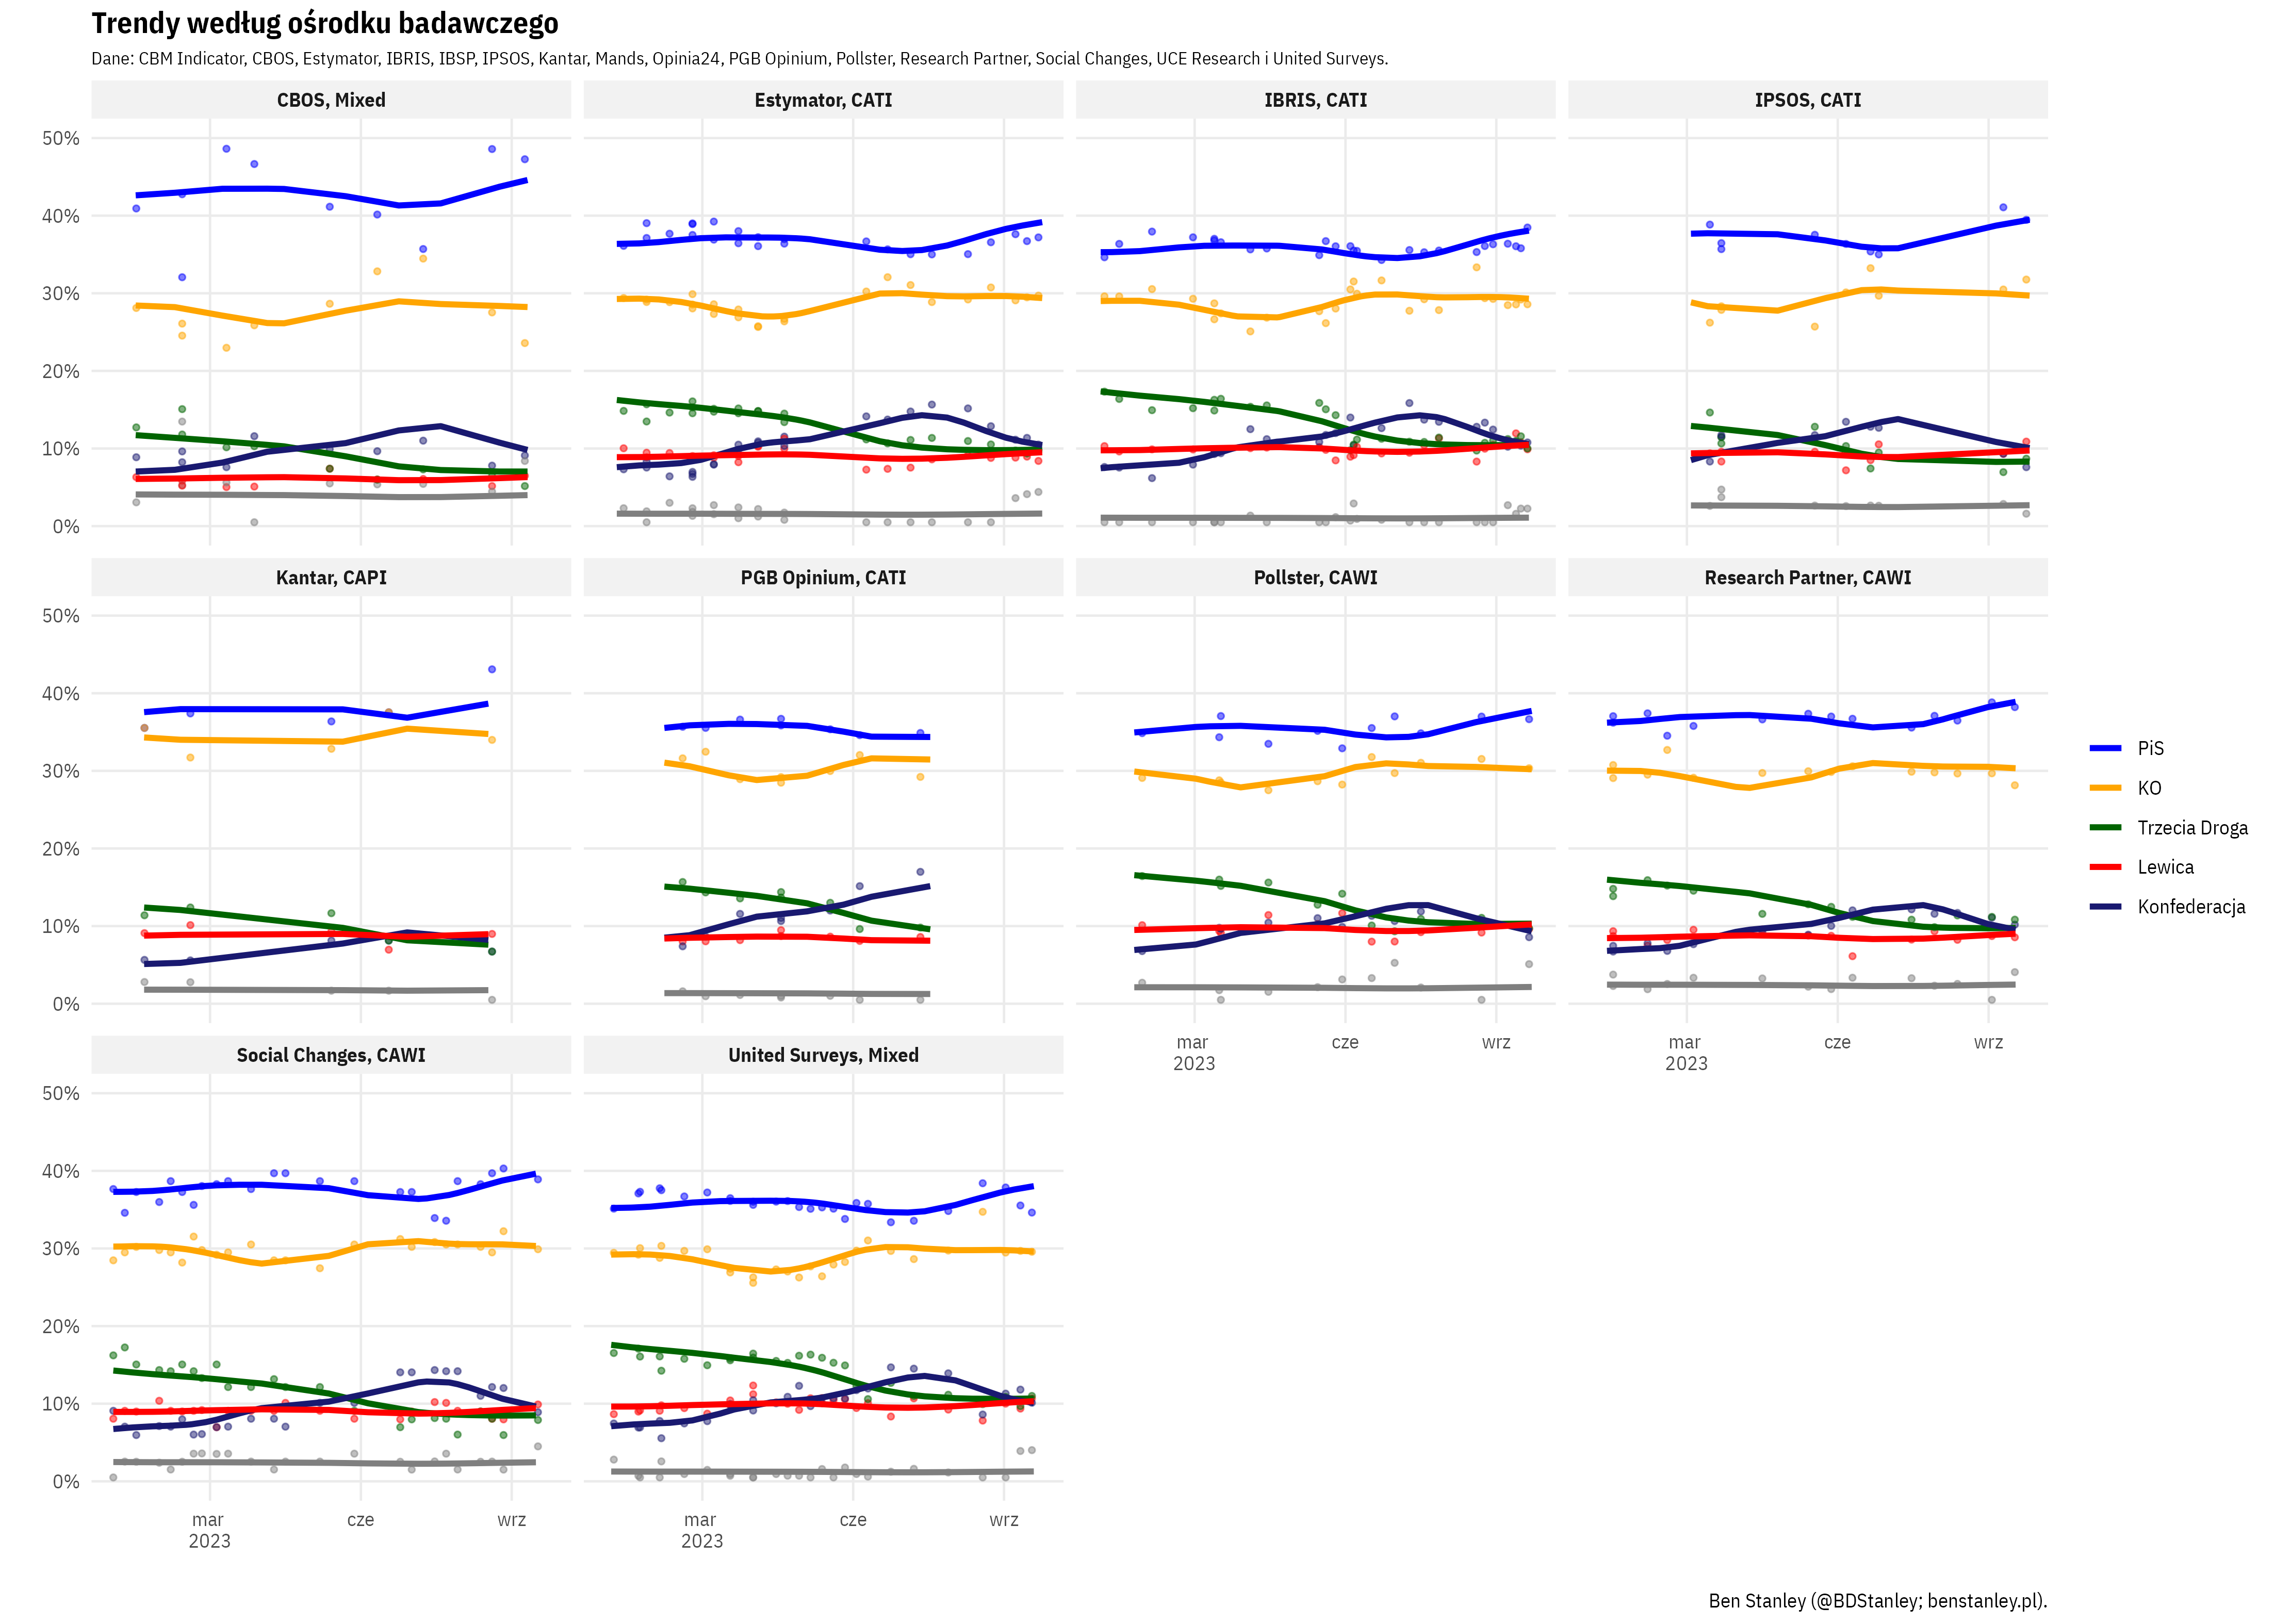 Trendy według ośrodku badawczego
Dane: CBM Indicator, CBOS, Estymator, IBRIS, IBSP, IPSOS, Kantar, Mands, Opinia24, PGB Opinium, Pollster, Research Partner, Social Changes, UCE Research i United Surveys.
CBOS, Mixed
Estymator, CATI
IBRIS, CATI
IPSOS, CATI
50%
40%
30%
20%
10%
0%
Kantar, CAPI
PGB Opinium, CATI
Pollster, CAWI
Research Partner, CAWI
50%
40%
30%
20%
10%
0%
mar
2023
cze
wrz
mar
2023
cze
wrz
Social Changes, CAWI
United Surveys, Mixed
50%
40%
30%
20%
10%
0%
mar
2023
cze
wrz
mar
2023
cze
wrz
PiS
KO
Trzecia Droga
Lewica
Konfederacja
Ben Stanley (@BDStanley; benstanley.pl).